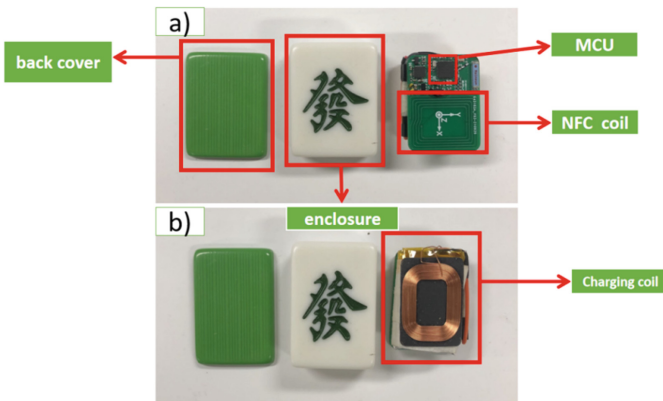 a)
back cover
發
MCU
NFC coil
Y
Z
X
enclosure
b)
發
Charging coil